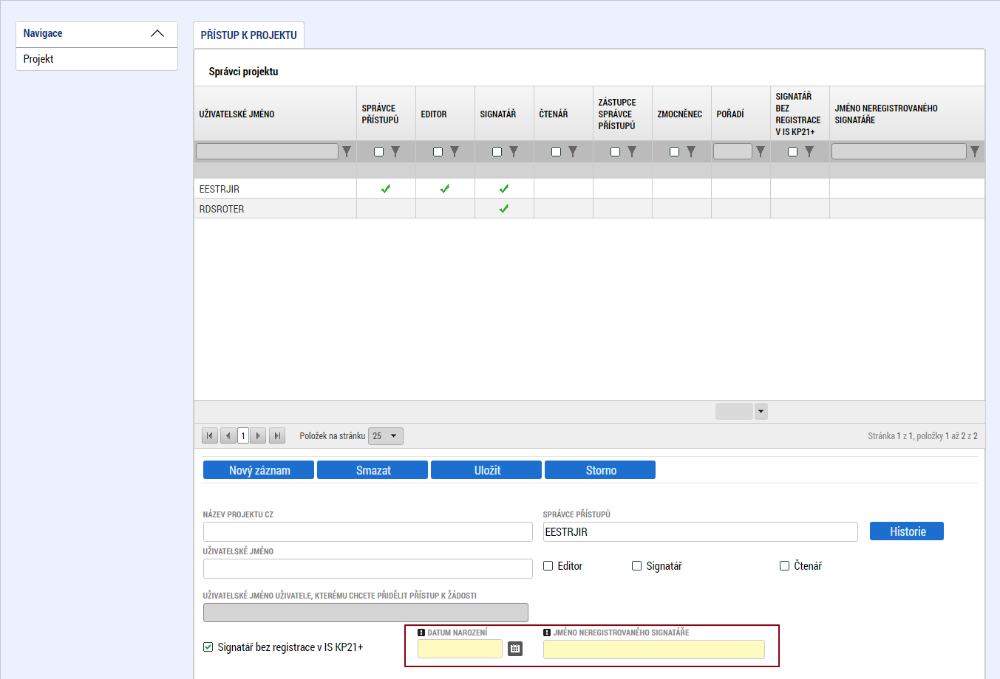 Navigace
Projekt
PŘÍSTUP K PROJEKTU
Správci projektu
UŽIVATELSKÉ JMÉNO
SPRÁVCE
PŘÍSTUPŮ
EDITOR
SIGNATÁŘ
ČTENÁŘ
ZÁSTUPCE
SPRÁVCE
PŘÍSTUPŮ
ZMOCNĚNEC
POŘADÍ
SIGNATÁŘ
BEZ
REGISTRACE
V IS KP21+
JMÉNO NEREGISTROVANÉHO
SIGNATÁŘE
EESTRJIR
RDSROTER
1
Položek na stránku
25
Stránka 1 z 1, položky 1 až 2 z 2
Nový záznam
Smazat
Uložit
Storno
NÁZEV PROJEKTU CZ
SPRÁVCE PŘÍSTUPŮ
EESTRJIR
Historie
UŽIVATELSKÉ JMÉNO
Editor
Signatář
Čtenář
UŽIVATELSKÉ JMÉNO UŽIVATELE, KTERÉMU CHCETE PŘIDĚLIT PŘÍSTUP K ŽÁDOSTI
Signatář bez registrace v IS KP21+
DATUM NAROZENÍ
JMÉNO NEREGISTROVANÉHO SIGNATÁŘE